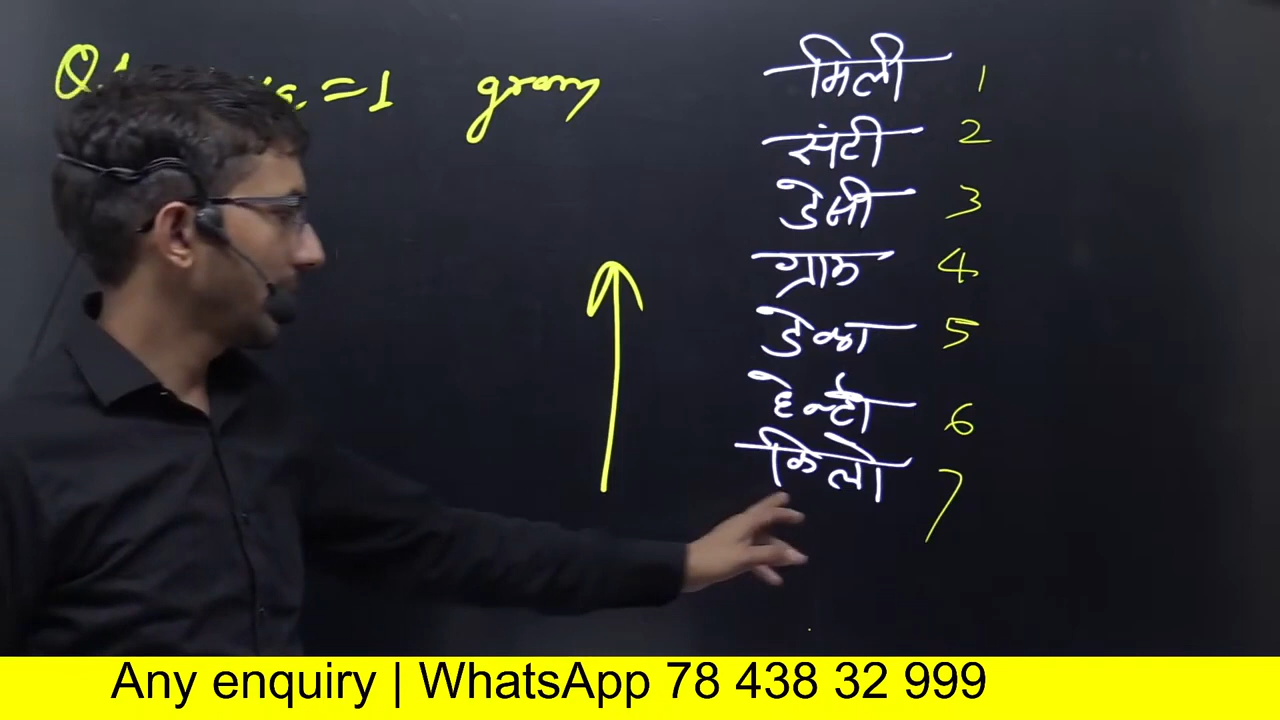 = 1 gram
मिली 1
सेंटी 2
डेसी 3
ग्राम 4
डेका 5
हेक्टो 6
किलो 7
Any enquiry | WhatsApp 78 438 32 999